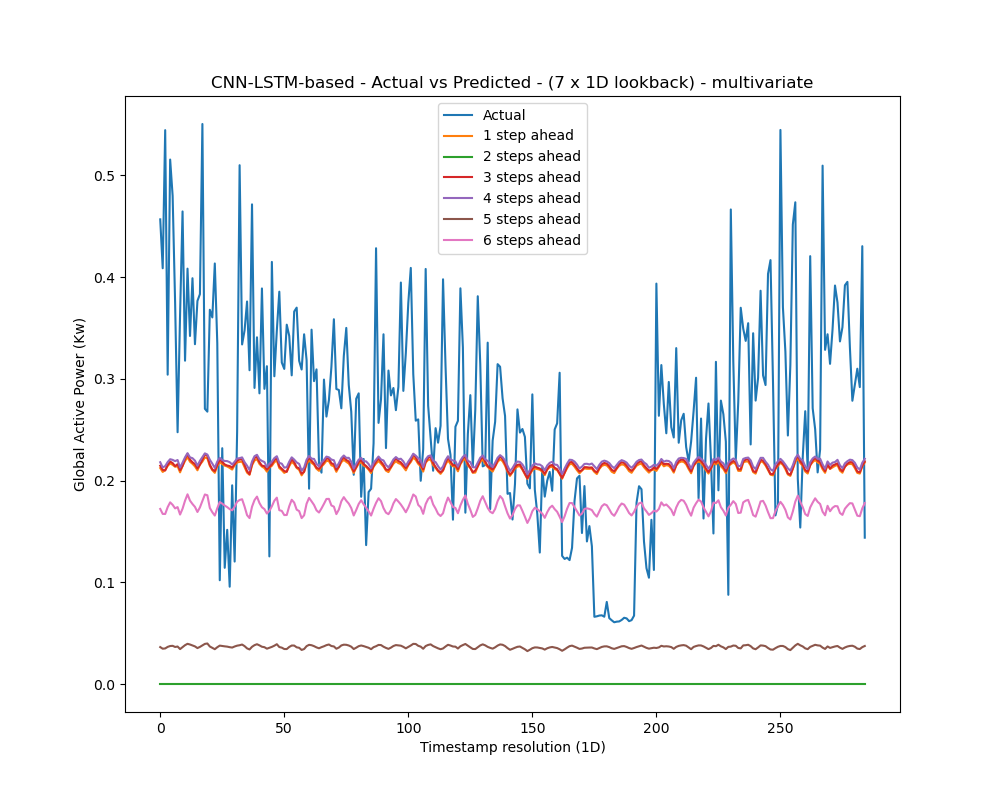 CNN-LSTM-based - Actual vs Predicted - (7 x 1D lookback) - multivariate
Actual
1 step ahead
2 steps ahead
3 steps ahead
4 steps ahead
5 steps ahead
6 steps ahead
Global Active Power (Kw)
0.5
0.4
0.3
0.2
0.1
0.0
0 50 100 150 200 250
Timestamp resolution (1D)